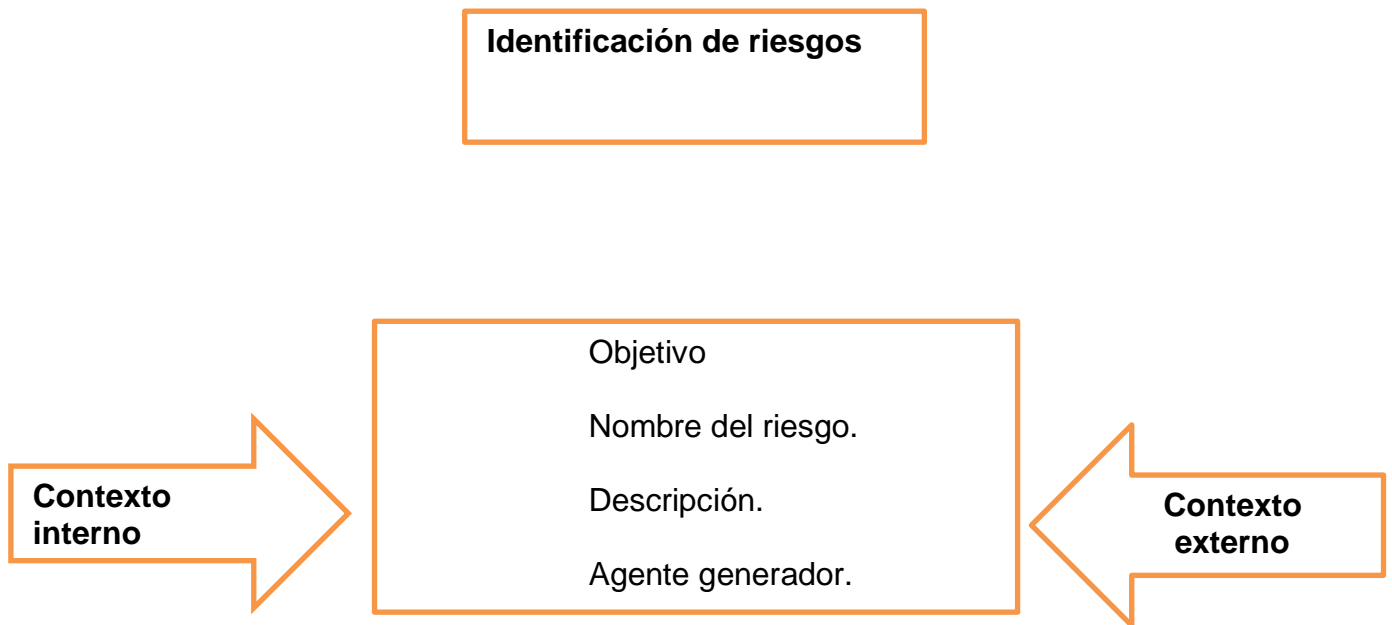 Identificación de riesgos
Objetivo
Nombre del riesgo.
Descripción.
Agente generador.
Contexto
interno
Contexto
externo